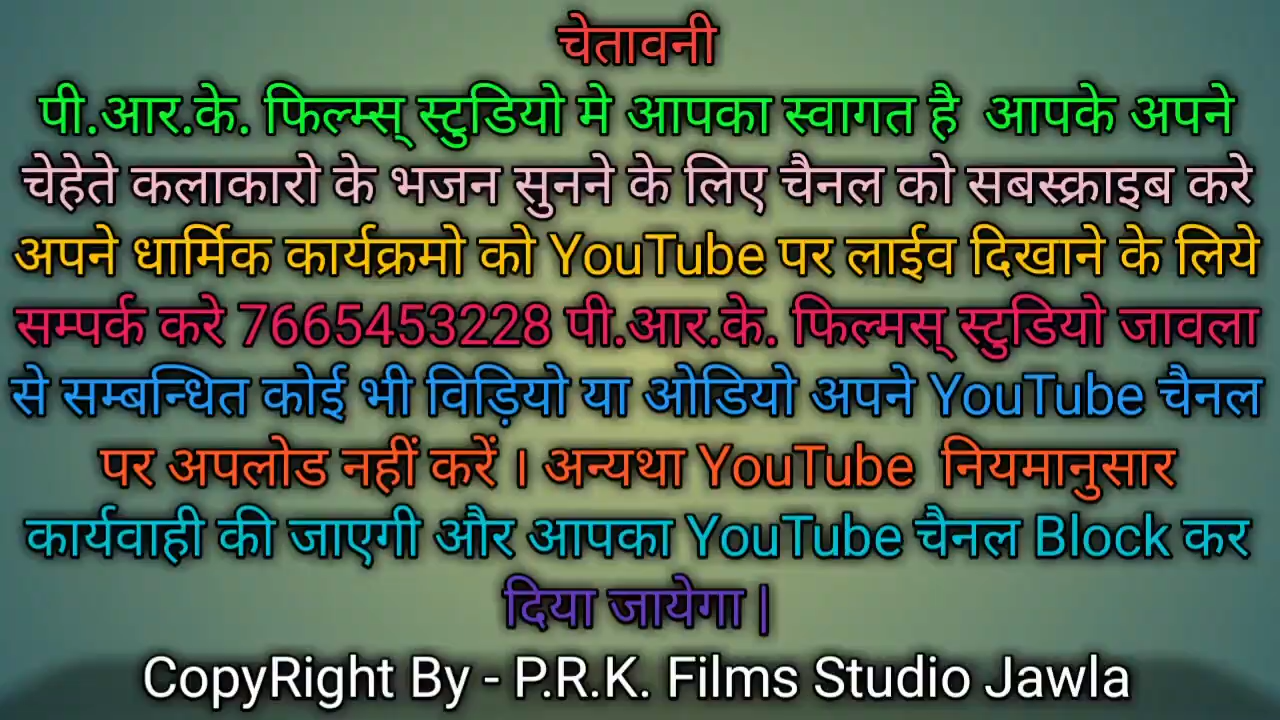 चेतावनी
पी.आर.के. फिल्म्स् स्टुडियो मे आपका स्वागत है आपके अपने
चेहेते कलाकारो के भजन सुनने के लिए चैनल को सबस्क्राइब करे
अपने धार्मिक कार्यक्रमो को YouTube पर लाईव दिखाने के लिये
सम्पर्क करे 7665453228 पी.आर.के. फिल्मस् स्टुडियो जावला
से सम्बन्धित कोई भी विड़ियो या ओडियो अपने YouTube चैनल
पर अपलोड नहीं करें । अन्यथा YouTube नियमानुसार
कार्यवाही की जाएगी और आपका YouTube चैनल Block कर
दिया जायेगा |
CopyRight By - P.R.K. Films Studio Jawla